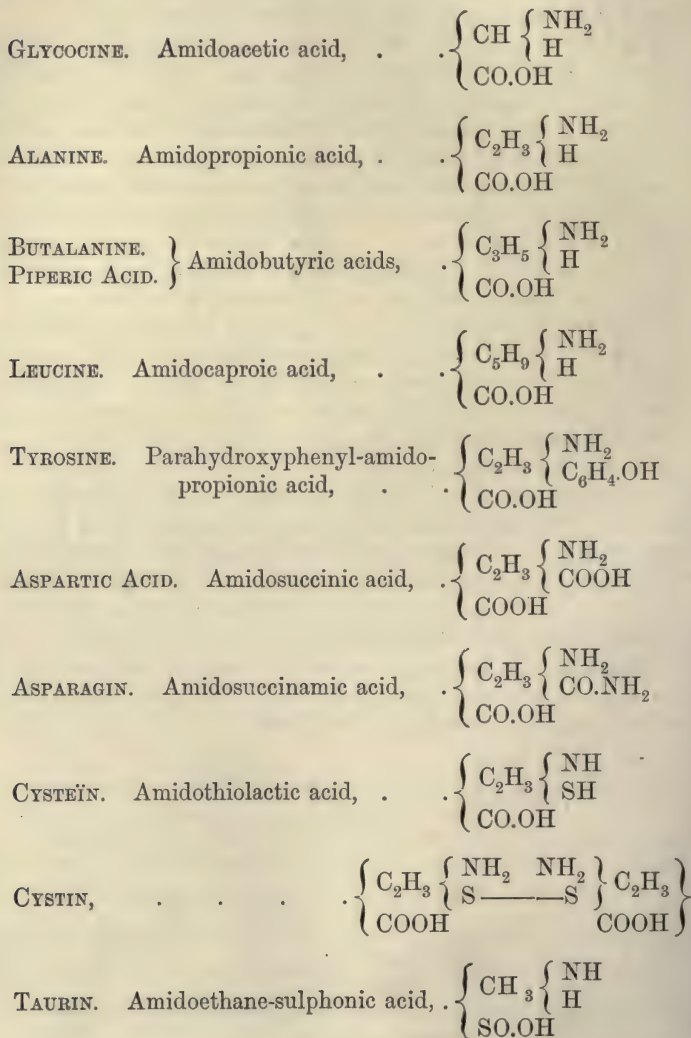 GLYCOCINE. Amidoacetic acid, . . { CH { NH₂
H
CO.OH
ALANINE. Amidopropionic acid, . . { C₂H₃ { NH₂
H
CO.OH
BUTALANINE.
PIPERIC ACID. } Amidobutyric acids, . { C₃H₅ { NH₂
H
CO.OH
LEUCINE. Amidocaproic acid, . . { C₅H₉ { NH₂
H
CO.OH
TYROSINE. Parahydroxyphenyl-amido-
propionic acid, . . { C₂H₃ { NH₂
C₆H₄.OH
CO.OH
ASPARTIC ACID. Amidosuccinic acid, . { C₂H₃ { NH₂
COOH
COOH
ASPARAGIN. Amidosuccinamic acid, . { C₂H₃ { NH₂
CO.NH₂
CO.OH
CYSTEÏN. Amidothiolactic acid, . . { C₂H₃ { NH
SH
CO.OH
CYSTIN, . . . . { C₂H₃ { NH₂ NH₂ } C₂H₃ }
S——S
COOH COOH
TAURIN. Amidoethane-sulphonic acid, . { CH₃ { NH
H
SO.OH